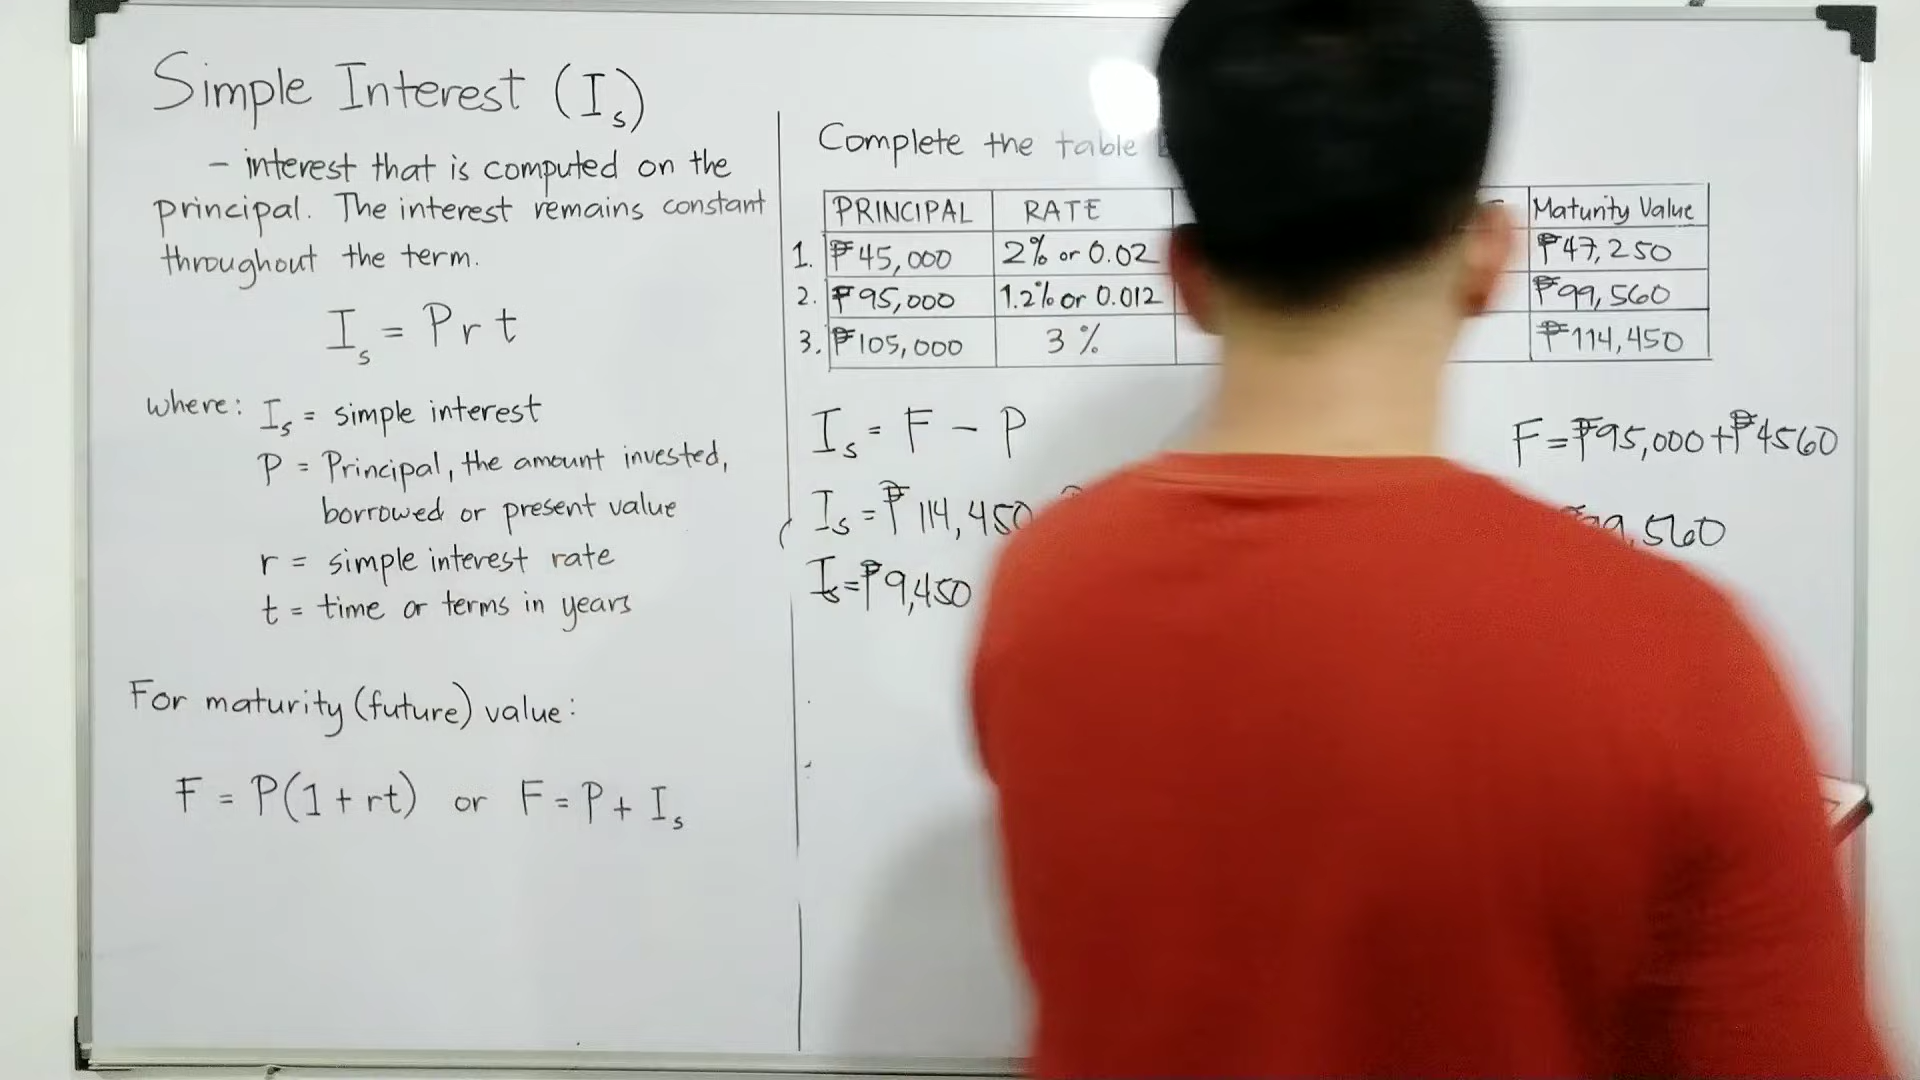 Simple Interest (Is)
- interest that is computed on the
principal. The interest remains constant
throughout the term.
Is = Prt
where: Is = simple interest
P = Principal, the amount invested,
borrowed or present value
r = simple interest rate
t = time or terms in years
For maturity (future) value:
F = P(1 + rt) or F = P + Is
Complete the table
PRINCIPAL RATE Maturity Value
1. ₱45,000 2% or 0.02 ₱47,250
2. ₱95,000 1.2% or 0.012 ₱99,560
3. ₱105,000 3% ₱114,450
Is = F - P
Is = ₱114,450
Is = ₱9,450
F = ₱95,000 + ₱4560
99,560